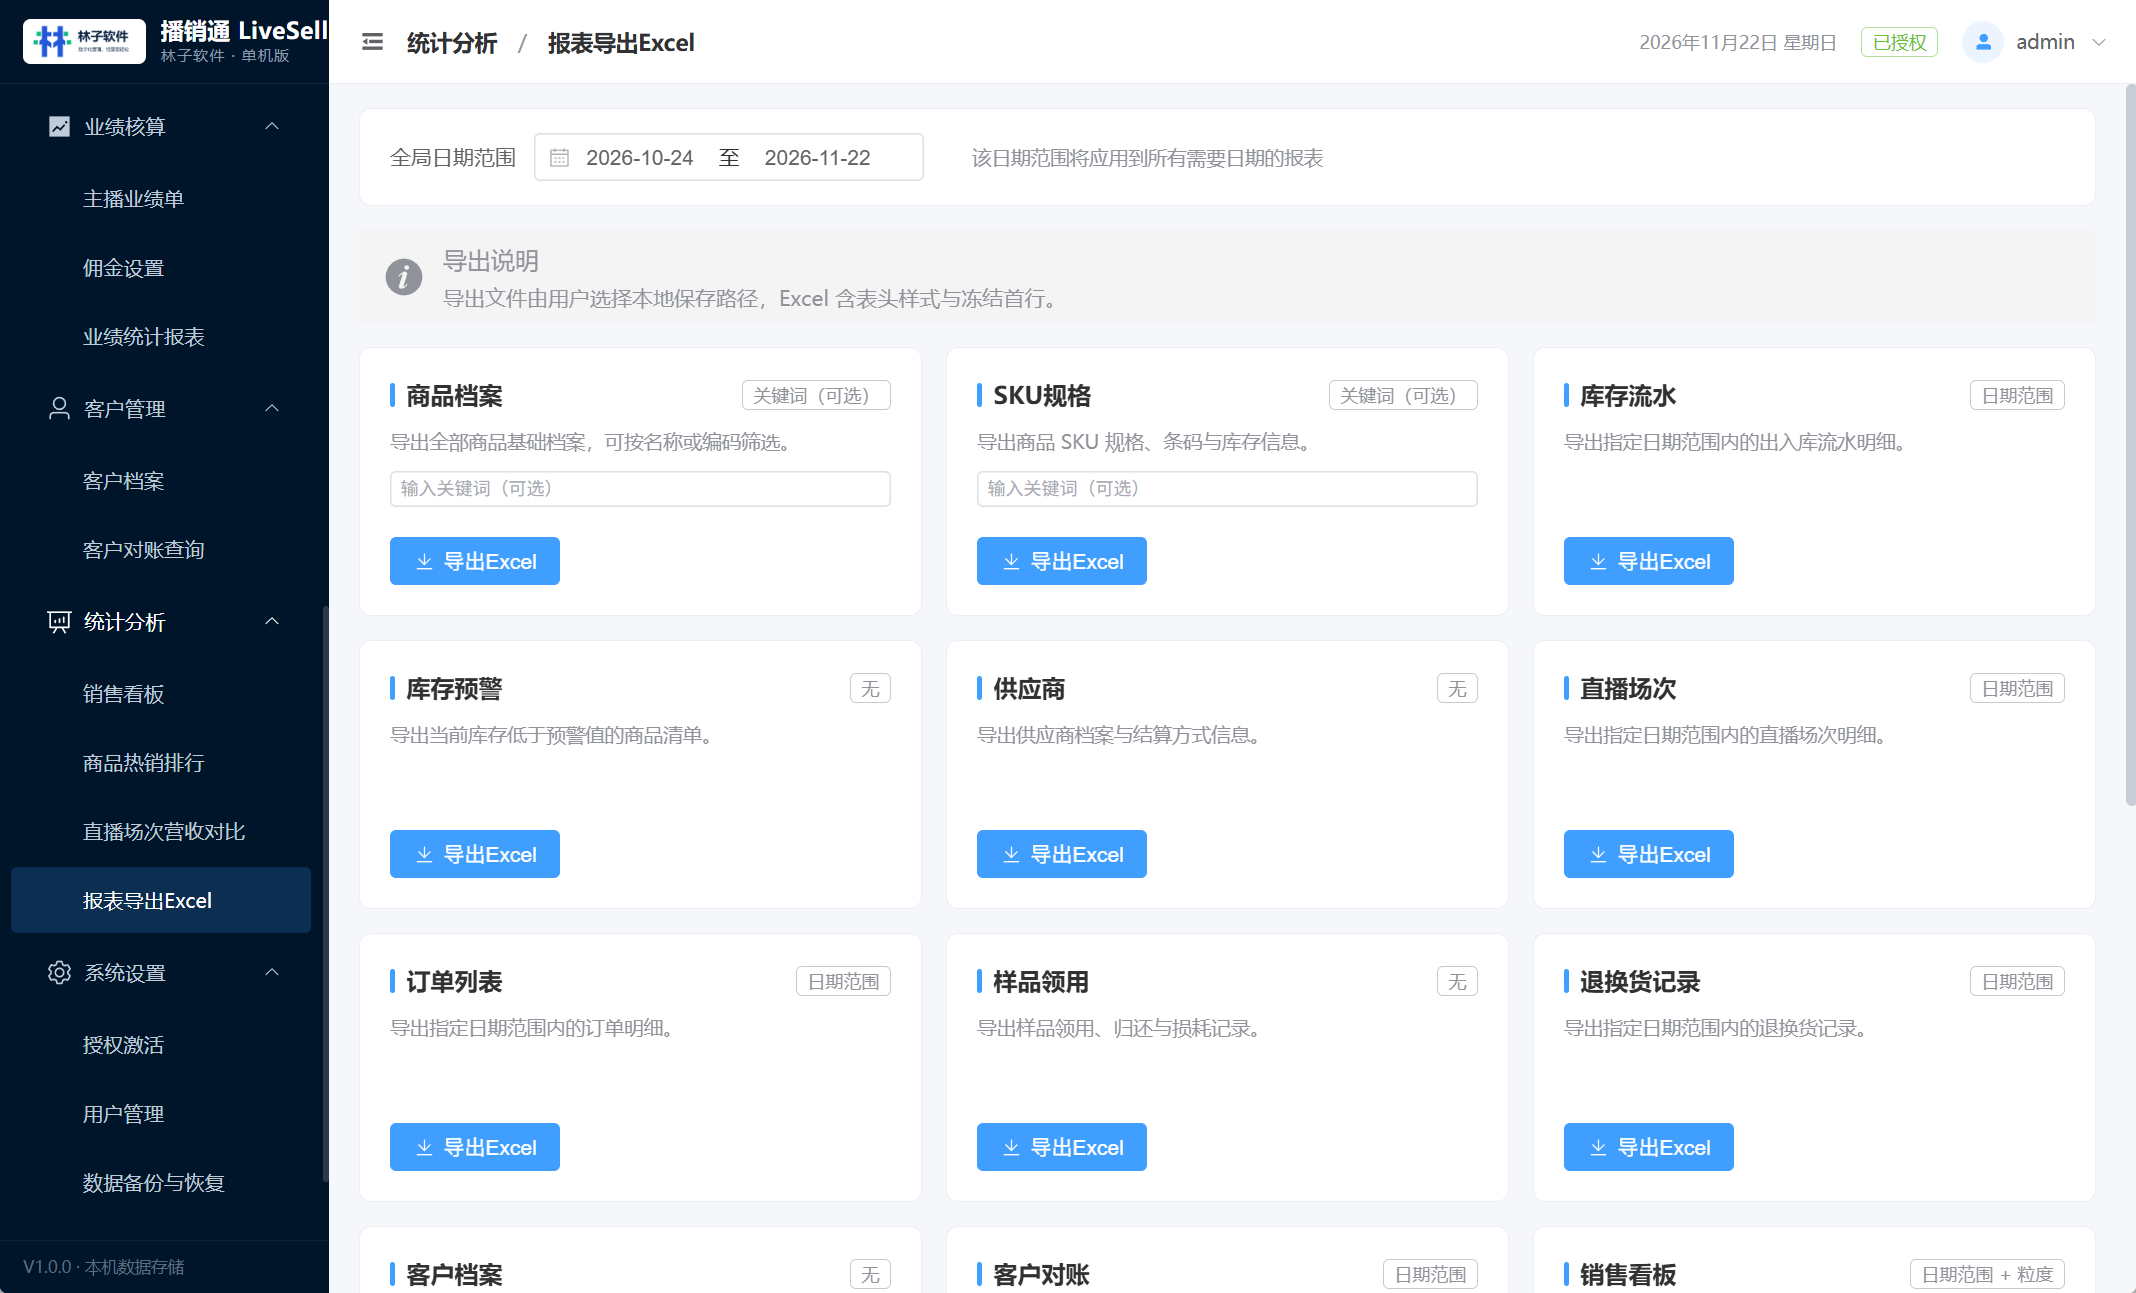 林子软件
播销通 LiveSell
林子软件 · 单机版
业绩核算
主播业绩单
佣金设置
业绩统计报表
客户管理
客户档案
客户对账查询
统计分析
销售看板
商品热销排行
直播场次营收对比
报表导出Excel
系统设置
授权激活
用户管理
数据备份与恢复
V1.0.0 · 本机数据存储
统计分析 / 报表导出Excel
2026年11月22日 星期日
已授权
admin
全局日期范围
2026-10-24 至 2026-11-22
该日期范围将应用到所有需要日期的报表
导出说明
导出文件由用户选择本地保存路径，Excel 含表头样式与冻结首行。
商品档案
关键词（可选）
导出全部商品基础档案，可按名称或编码筛选。
输入关键词（可选）
导出Excel
SKU规格
关键词（可选）
导出商品 SKU 规格、条码与库存信息。
输入关键词（可选）
导出Excel
库存流水
日期范围
导出指定日期范围内的出入库流水明细。
导出Excel
库存预警
无
导出当前库存低于预警值的商品清单。
导出Excel
供应商
无
导出供应商档案与结算方式信息。
导出Excel
直播场次
日期范围
导出指定日期范围内的直播场次明细。
导出Excel
订单列表
日期范围
导出指定日期范围内的订单明细。
导出Excel
样品领用
无
导出样品领用、归还与损耗记录。
导出Excel
退换货记录
日期范围
导出指定日期范围内的退换货记录。
导出Excel
客户档案
无
客户对账
日期范围
销售看板
日期范围 + 粒度